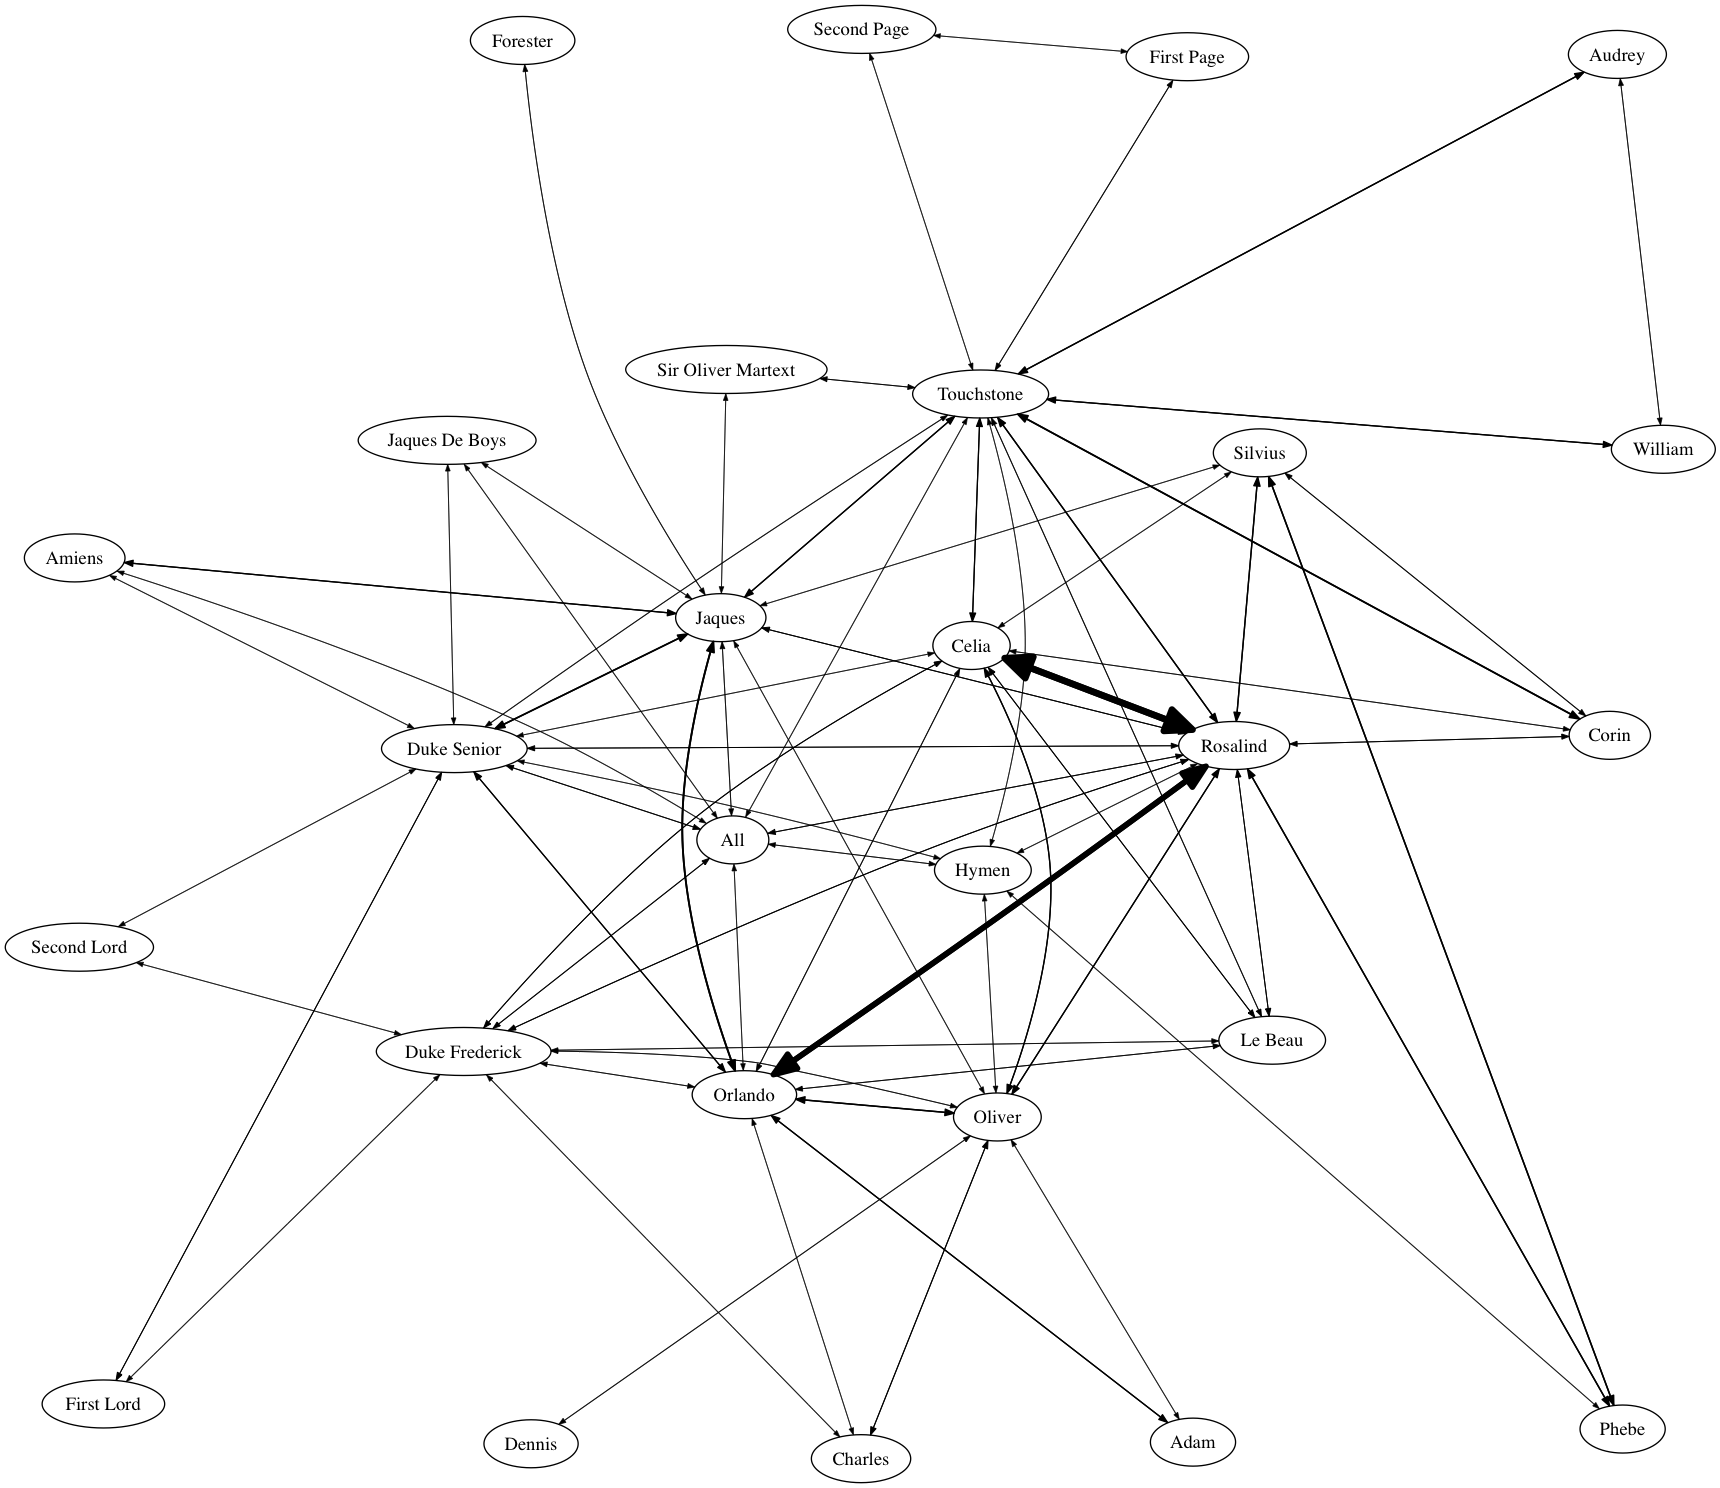 Second Page
Forester
Audrey
First Page
Sir Oliver Martext
Touchstone
Jaques De Boys
William
Silvius
Amiens
Jaques
Celia
Corin
Rosalind
Duke Senior
All
Hymen
Second Lord
Le Beau
Duke Frederick
Orlando
Oliver
First Lord
Phebe
Adam
Dennis
Charles